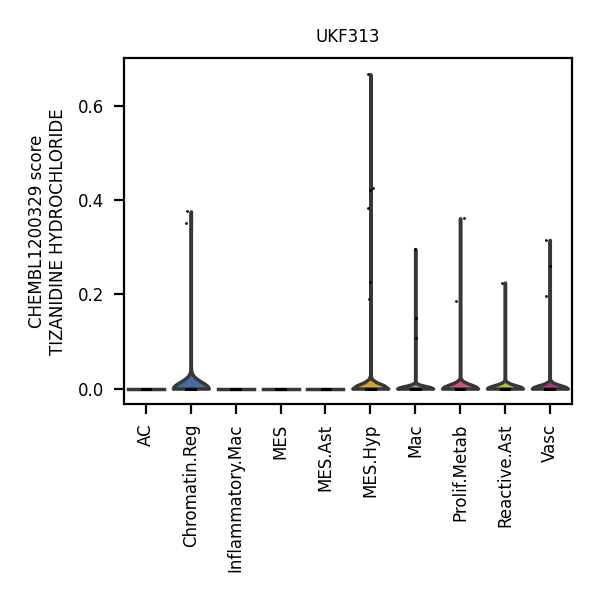 UKF313
CHEMBL1200329 score
TIZANIDINE HYDROCHLORIDE
0.6
0.4
0.2
0.0
AC
Chromatin.Reg
Inflammatory.Mac
MES
MES.Ast
MES.Hyp
Mac
Prolif.Metab
Reactive.Ast
Vasc